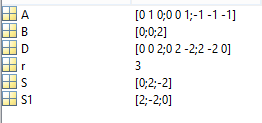 A [0 1 0;0 0 1;-1 -1 -1]
B [0;0;2]
D [0 0 2;0 2 -2;2 -2 0]
r 3
S [0;2;-2]
S1 [2;-2;0]